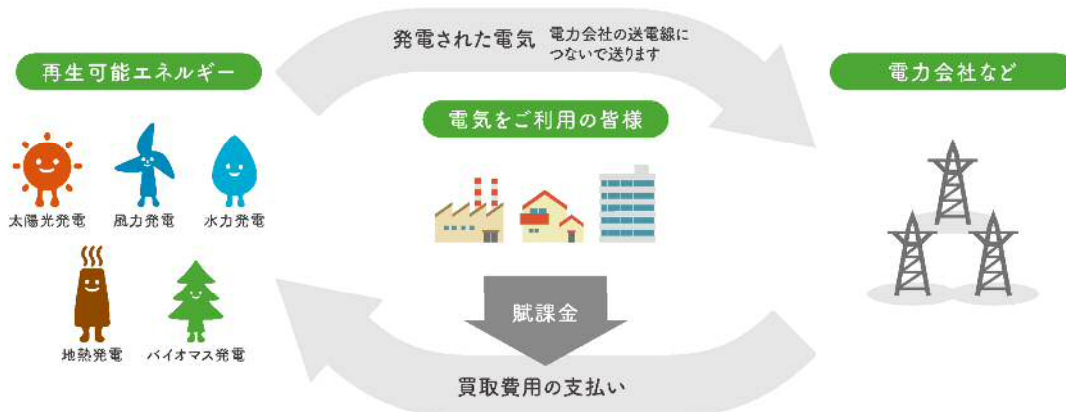 発電された電気
電力会社の送電線に
つないで送ります
再生可能エネルギー
電力会社など
電気をご利用の皆様
太陽光発電
風力発電
水力発電
地熱発電
バイオマス発電
賦課金
買取費用の支払い